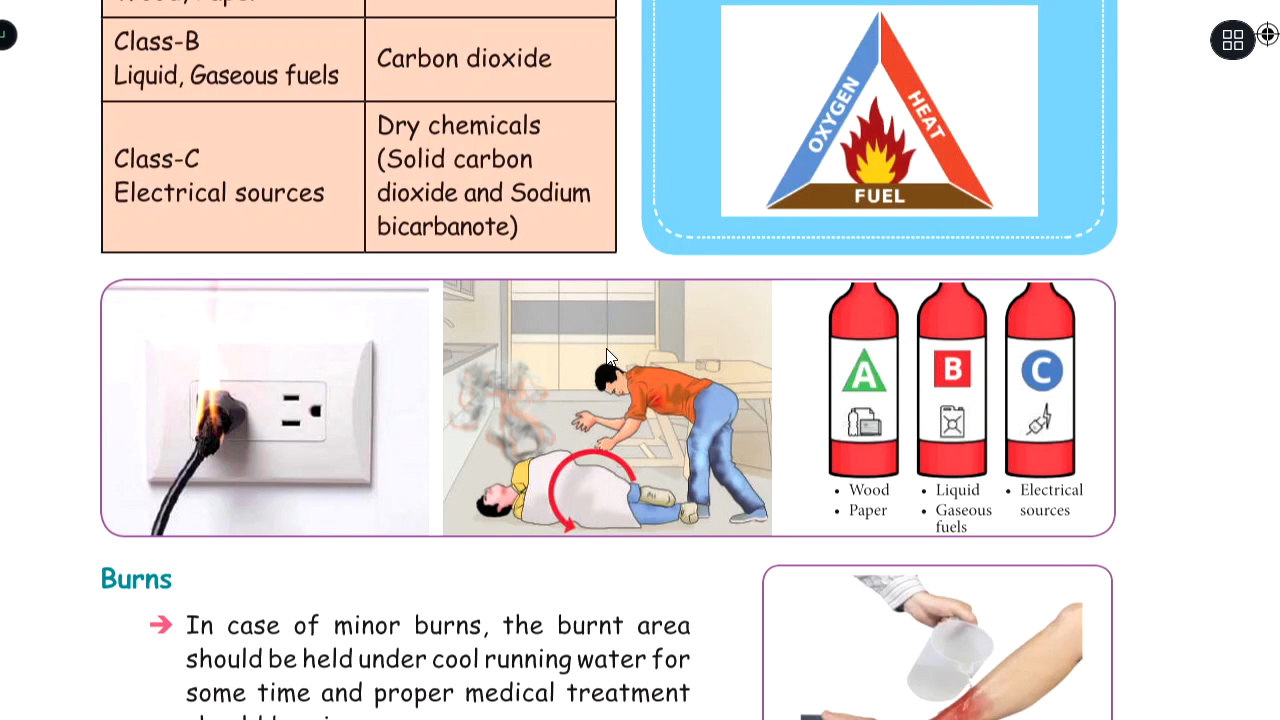 Class-B
Liquid, Gaseous fuels
Carbon dioxide
Class-C
Electrical sources
Dry chemicals
(Solid carbon
dioxide and Sodium
bicarbanote)
OXYGEN
HEAT
FUEL
A
B
C
• Wood
• Paper
• Liquid
• Gaseous
fuels
• Electrical
sources
Burns
➔ In case of minor burns, the burnt area
should be held under cool running water for
some time and proper medical treatment